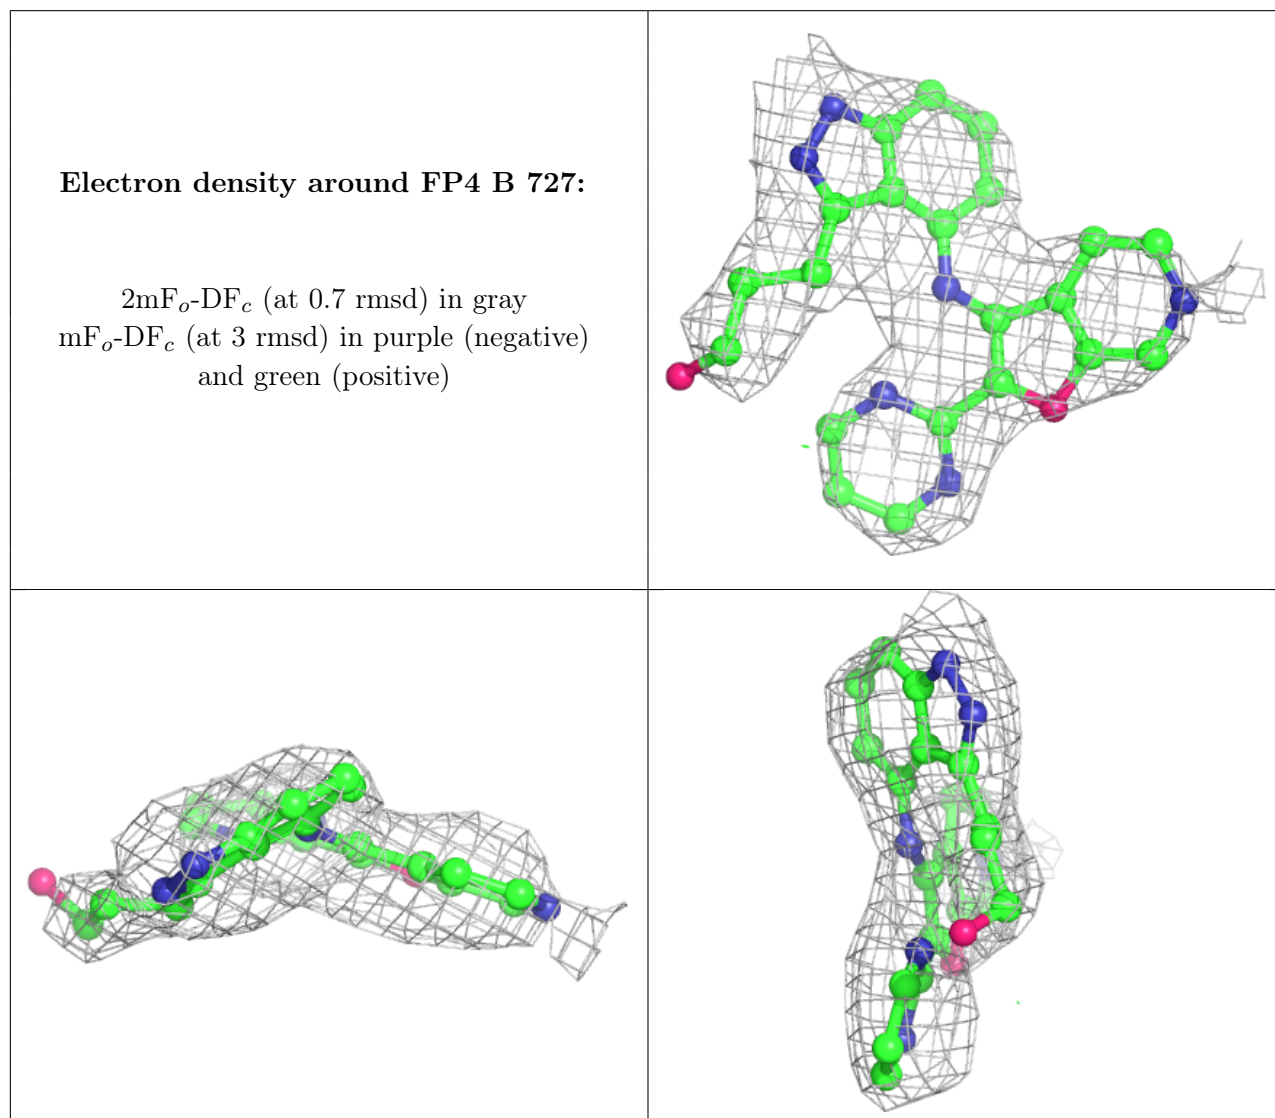 Electron density around FP4 B 727:
2mFo-DFc (at 0.7 rmsd) in gray
mFo-DFc (at 3 rmsd) in purple (negative)
and green (positive)